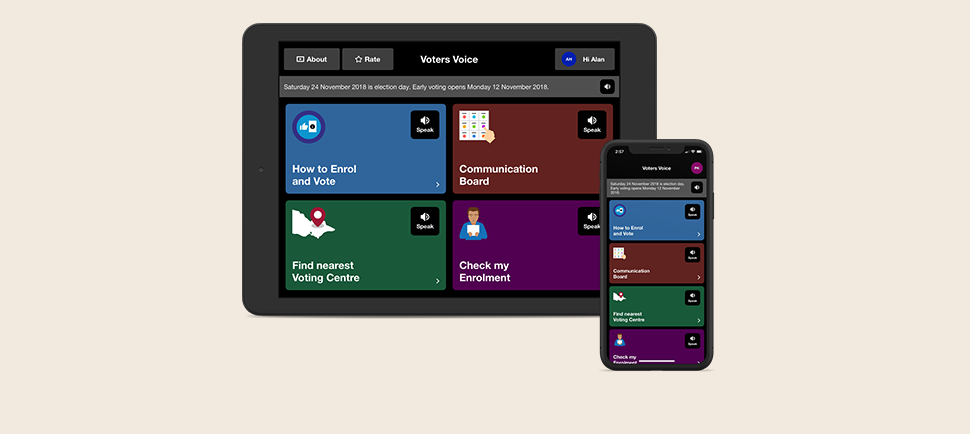 About
Rate
Voters Voice
AH
Hi Alan
Saturday 24 November 2018 is election day. Early voting opens Monday 12 November 2018.
Speak
How to Enrol
and Vote
Speak
Communication
Board
Speak
Find nearest
Voting Centre
Speak
Check my
Enrolment
2:57
Voters Voice
PK
Saturday 24 November 2018 is election day.
Early voting opens Monday 12 November
2018.
Speak
How to Enrol
and Vote
Speak
Communication
Board
Speak
Find nearest
Voting Centre
Speak
Check my
Enrolment